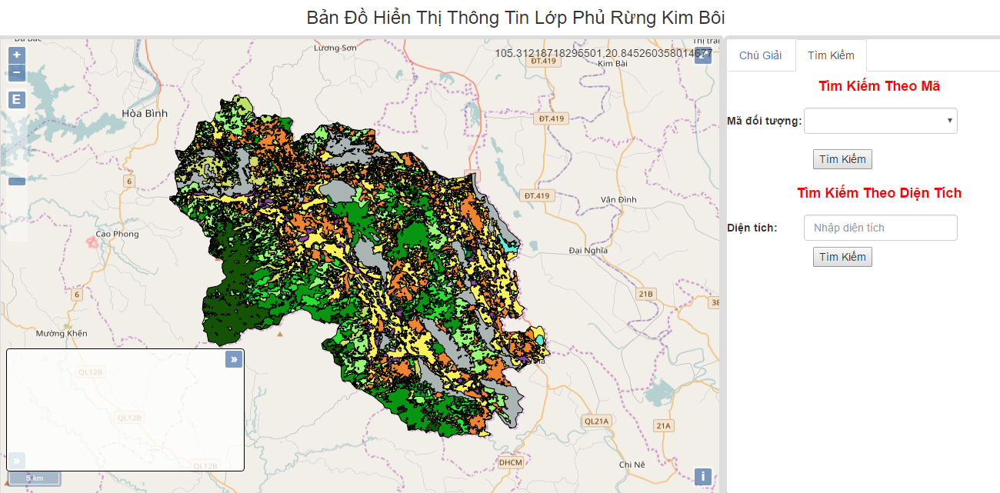 Bản Đồ Hiển Thị Thông Tin Lớp Phủ Rừng Kim Bôi
Đà Bắc
Lương Sơn
105.31218718295501,20.845260358014677
Thị trấn
ĐT.419
Kim Bài
+
−
E
Hòa Bình
ĐT.419
6
ĐT.419
Vân Đình
Cao Phong
Đại Nghĩa
6
21B
38
Mường Khến
»
QL12B
QL12B
QL21A
21A
QL12B
DHCM
Chi Nê
»
5 km
i
Chú Giải
Tìm Kiếm
Tìm Kiếm Theo Mã
Mã đối tượng:
Tìm Kiếm
Tìm Kiếm Theo Diện Tích
Diện tích:
Nhập diện tích
Tìm Kiếm